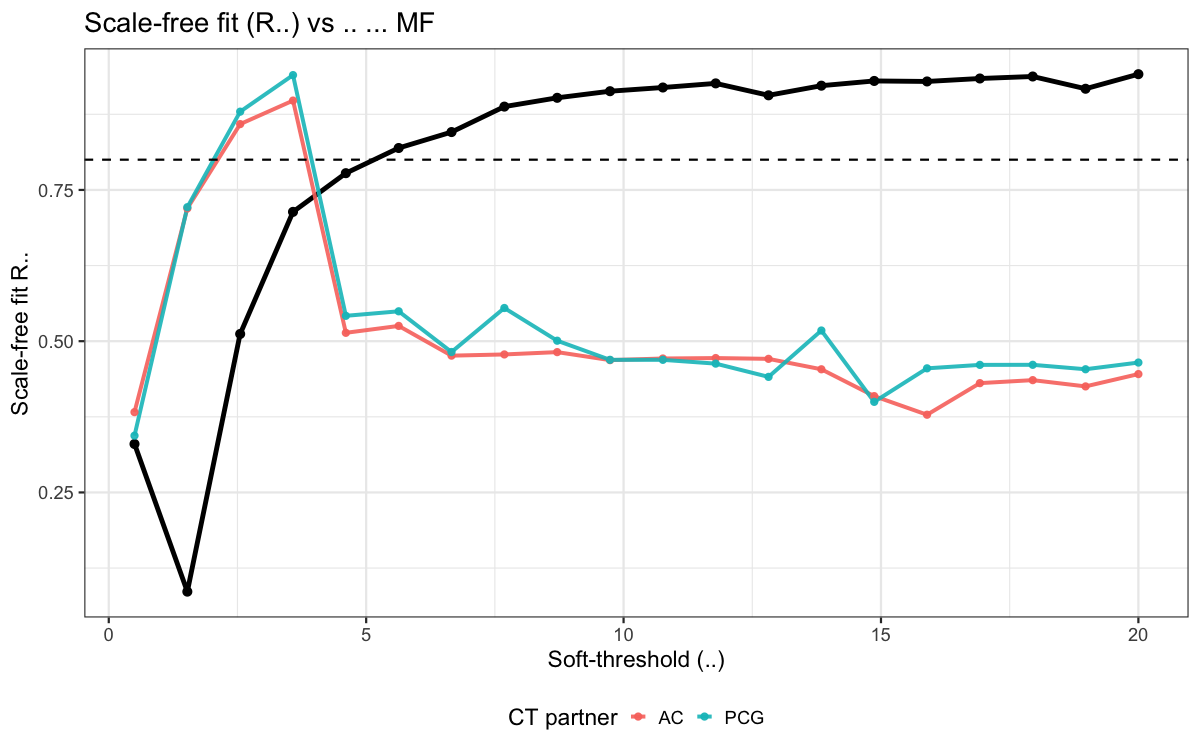 Scale-free fit (R..) vs .. ... MF
Scale-free fit R..
0.75
0.50
0.25
0
5
10
15
20
Soft-threshold (..)
CT partner
AC
PCG